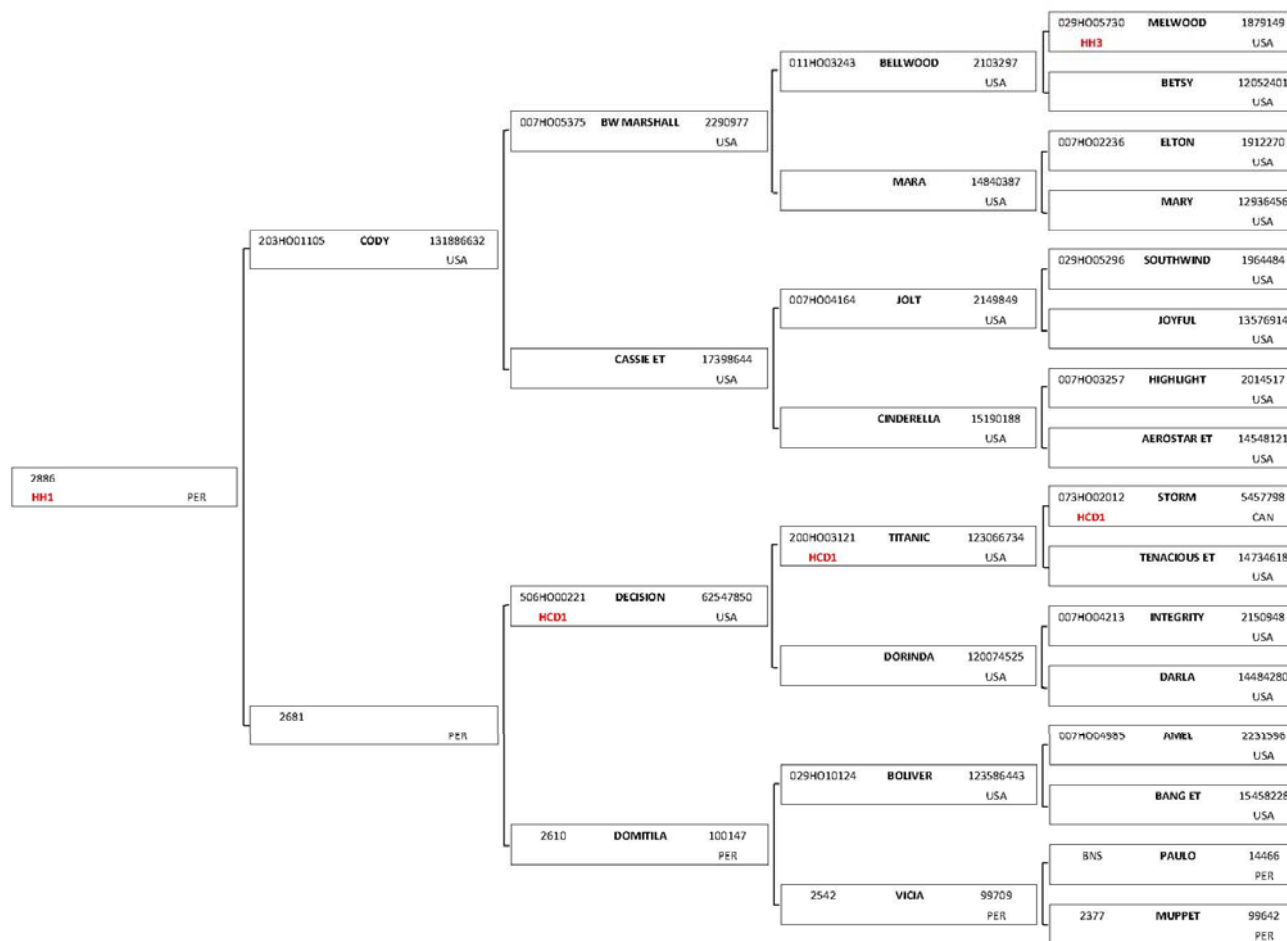 029HO05730 MELWOOD 1879149
HH3 USA
011HO03243 BELLWOOD 2103297
USA
BETSY 12052401
USA
007HO05375 BW MARSHALL 2290977
USA
007HO02236 ELTON 1912270
USA
MARA 14840387
USA
MARY 12936456
USA
203HO01105 CODY 131886632
USA
029HO05296 SOUTHWIND 1964484
USA
007HO04164 JOLT 2149849
USA
JOYFUL 13576914
USA
CASSIE ET 17398644
USA
007HO03257 HIGHLIGHT 2014517
USA
CINDERELLA 15190188
USA
AEROSTAR ET 14548121
USA
2886
HH1 PER
073HO02012 STORM 5457798
HCD1 CAN
200HO03121 TITANIC 123066734
HCD1 USA
TENACIOUS ET 14734618
USA
506HO00221 DECISION 62547850
HCD1 USA
007HO04213 INTEGRITY 2150948
USA
DORINDA 120074525
USA
DARLA 14484280
USA
2681
PER
007HO04985 AMEL 2231596
USA
029HO10124 BOLIVER 123586443
USA
BANG ET 15458228
USA
2610 DOMITILA 100147
PER
BNS PAULO 14466
PER
2542 VICIA 99709
PER
2377 MUPPET 99642
PER